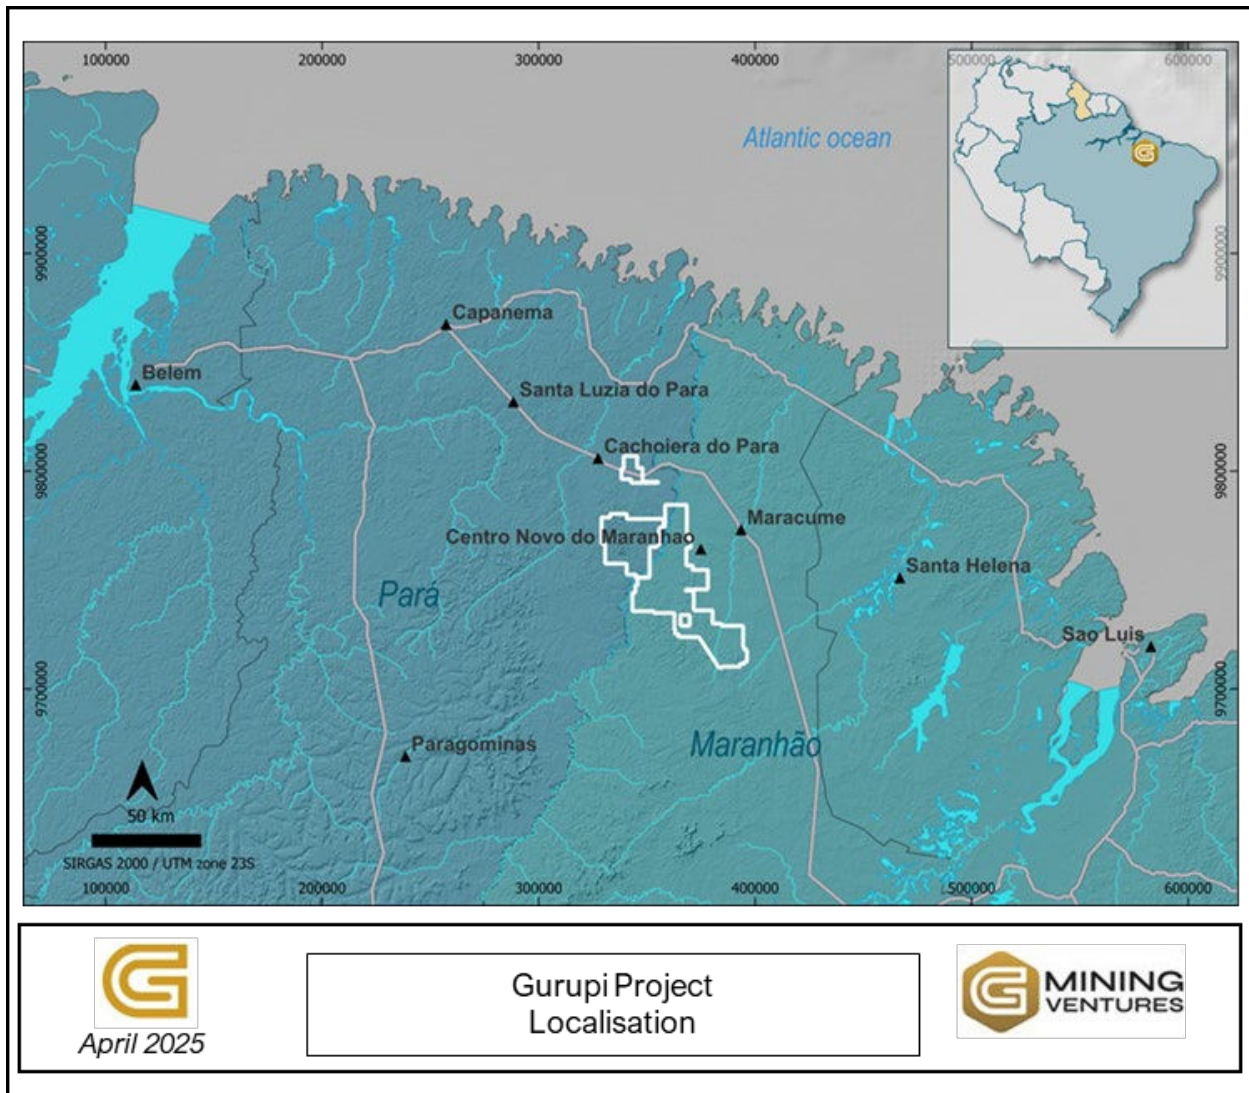 100000 200000 300000 400000 500000 600000
Atlantic ocean
G
9900000 9900000
Capanema
Belem
Santa Luzia do Para
Cachoiera do Para
9800000 9800000
Maracume
Centro Novo do Maranhao
Santa Helena
Pará
Sao Luis
9700000 9700000
Maranhão
Paragominas
50 km
SIRGAS 2000 / UTM zone 23S
100000 200000 300000 400000 500000 600000
G
April 2025
Gurupi Project
Localisation
G MINING
VENTURES